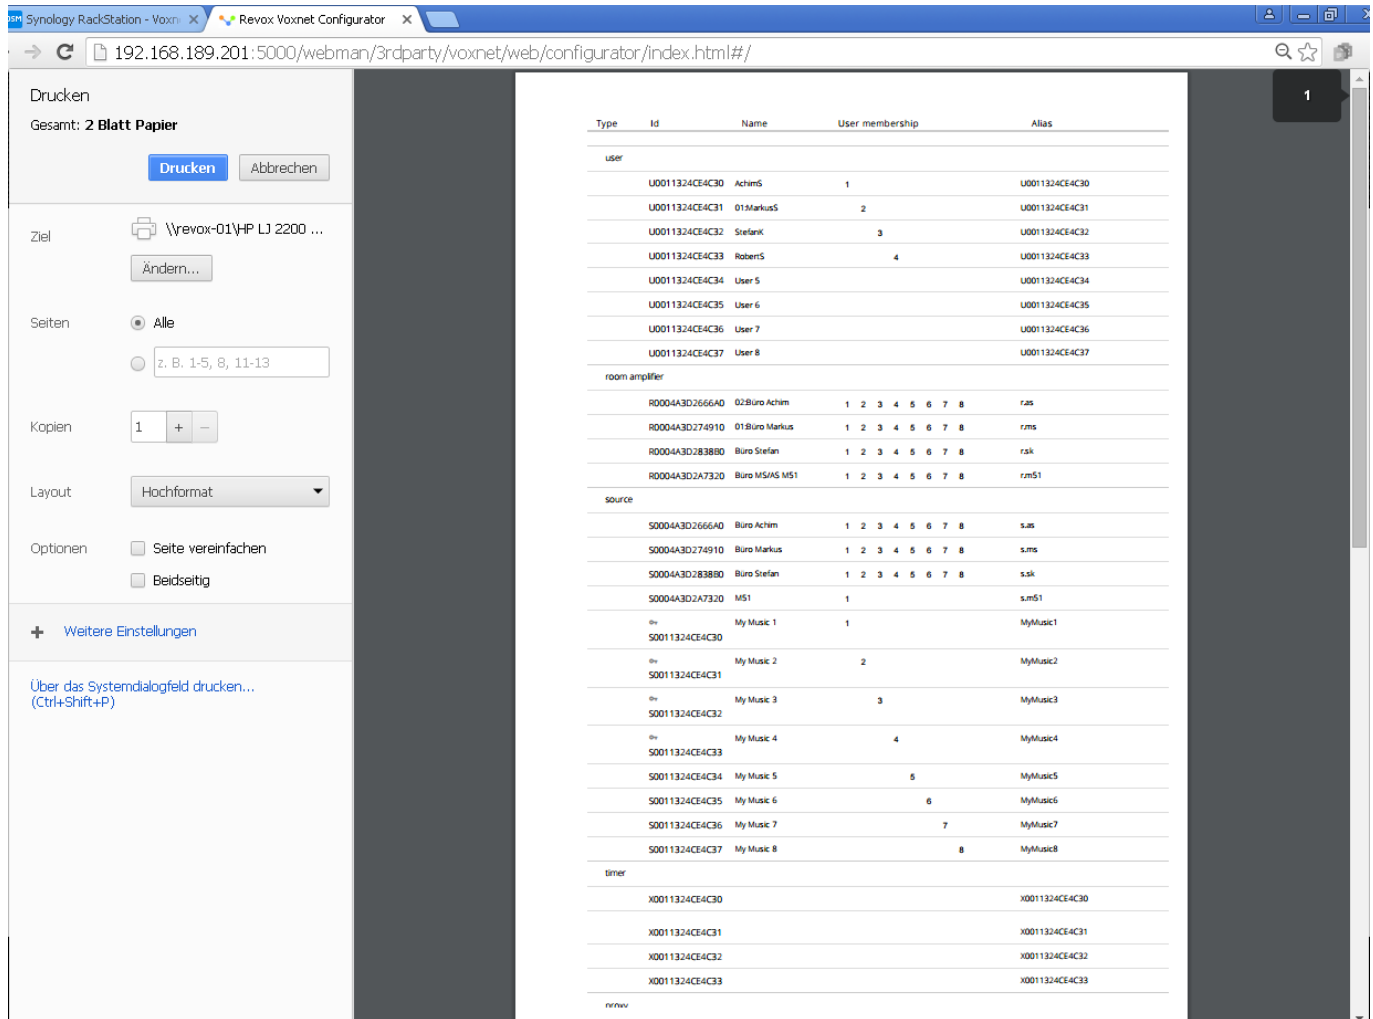 DSM Synology RackStation - Voxn
Revox Voxnet Configurator
192.168.189.201:5000/webman/3rdparty/voxnet/web/configurator/index.html#/
Drucken
Gesamt: 2 Blatt Papier
Drucken Abbrechen
Ziel \\revox-01\HP LJ 2200 ...
Ändern...
Seiten Alle
z. B. 1-5, 8, 11-13
Kopien 1 + −
Layout Hochformat
Optionen Seite vereinfachen
Beidseitig
+ Weitere Einstellungen
Über das Systemdialogfeld drucken...
(Ctrl+Shift+P)
1
Type Id Name User membership Alias
user
U0011324CE4C30 AchimS 1 U0011324CE4C30
U0011324CE4C31 01:MarkusS 2 U0011324CE4C31
U0011324CE4C32 StefanK 3 U0011324CE4C32
U0011324CE4C33 RobertS 4 U0011324CE4C33
U0011324CE4C34 User 5 U0011324CE4C34
U0011324CE4C35 User 6 U0011324CE4C35
U0011324CE4C36 User 7 U0011324CE4C36
U0011324CE4C37 User 8 U0011324CE4C37
room amplifier
R0004A3D2666A0 02:Büro Achim 1 2 3 4 5 6 7 8 r.as
R0004A3D274910 01:Büro Markus 1 2 3 4 5 6 7 8 r.ms
R0004A3D2838B0 Büro Stefan 1 2 3 4 5 6 7 8 r.sk
R0004A3D2A7320 Büro MS/AS M51 1 2 3 4 5 6 7 8 r.m51
source
S0004A3D2666A0 Büro Achim 1 2 3 4 5 6 7 8 s.as
S0004A3D274910 Büro Markus 1 2 3 4 5 6 7 8 s.ms
S0004A3D2838B0 Büro Stefan 1 2 3 4 5 6 7 8 s.sk
S0004A3D2A7320 M51 1 s.m51
My Music 1 1 MyMusic1
S0011324CE4C30
My Music 2 2 MyMusic2
S0011324CE4C31
My Music 3 3 MyMusic3
S0011324CE4C32
My Music 4 4 MyMusic4
S0011324CE4C33
S0011324CE4C34 My Music 5 5 MyMusic5
S0011324CE4C35 My Music 6 6 MyMusic6
S0011324CE4C36 My Music 7 7 MyMusic7
S0011324CE4C37 My Music 8 8 MyMusic8
timer
X0011324CE4C30 X0011324CE4C30
X0011324CE4C31 X0011324CE4C31
X0011324CE4C32 X0011324CE4C32
X0011324CE4C33 X0011324CE4C33
proxy